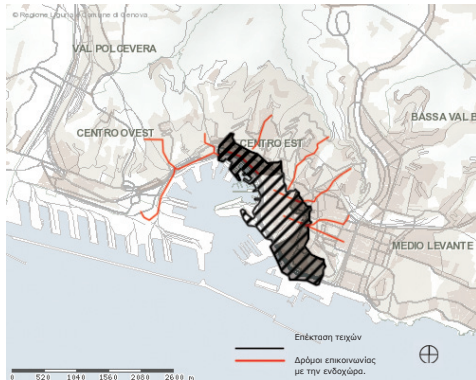 © Regione Liguria e Comune di Genova
VAL POLCEVERA
CENTRO OVEST
CENTRO EST
BASSA VAL B
MEDIO LEVANTE
Επέκταση τειχών
Δρόμοι επικοινωνίας
με την ενδοχώρα.
0 520 1040 1560 2080 2600 m